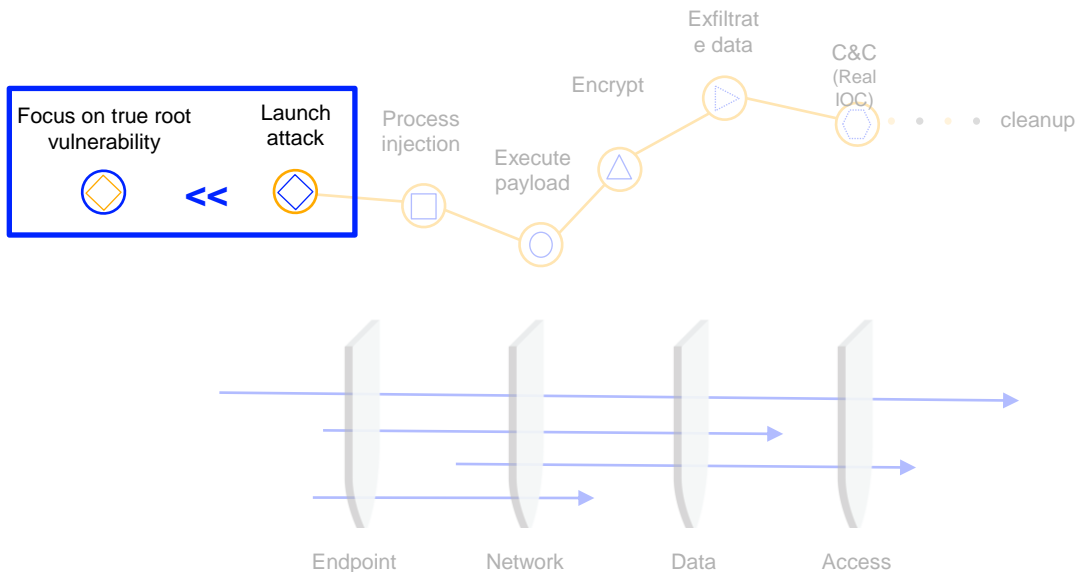 Focus on true root
vulnerability
<<
Launch
attack
Process
injection
Execute
payload
Encrypt
Exfiltrat
e data
C&C
(Real
IOC)
cleanup
Endpoint
Network
Data
Access